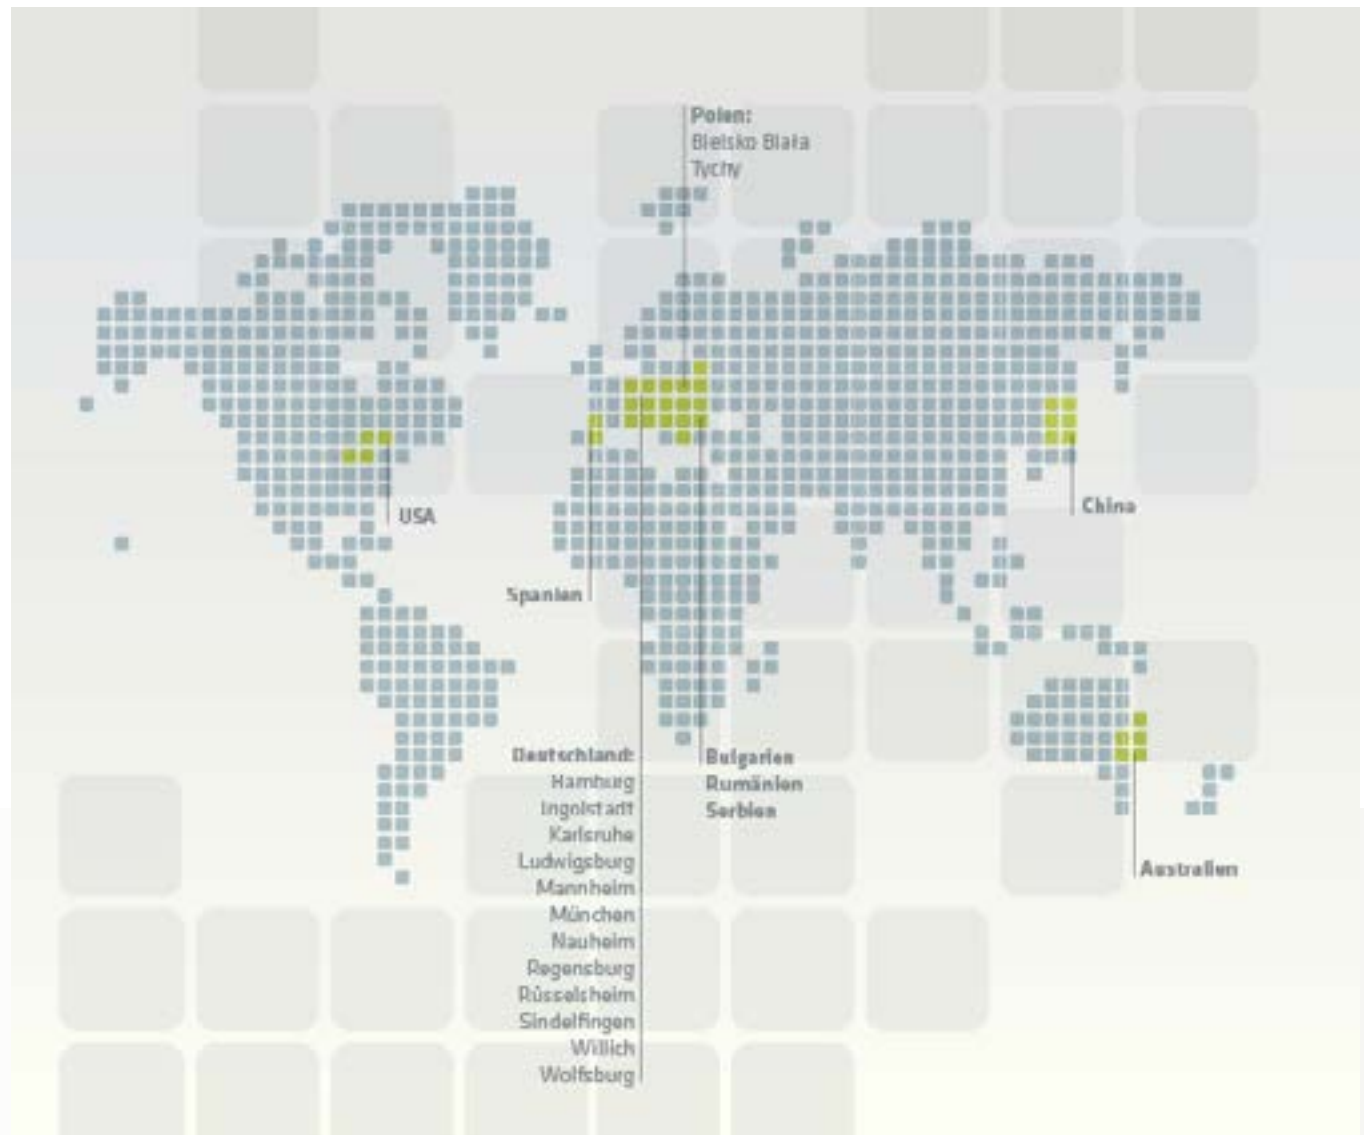 Polen:
Bielsko Biała
Tychy
USA
China
Spanien
Deutschland:
Hamburg
Ingolstadt
Karlsruhe
Ludwigsburg
Mannheim
München
Nauheim
Regensburg
Rüsselsheim
Sindelfingen
Willich
Wolfsburg
Bulgarien
Rumänien
Serbien
Australien